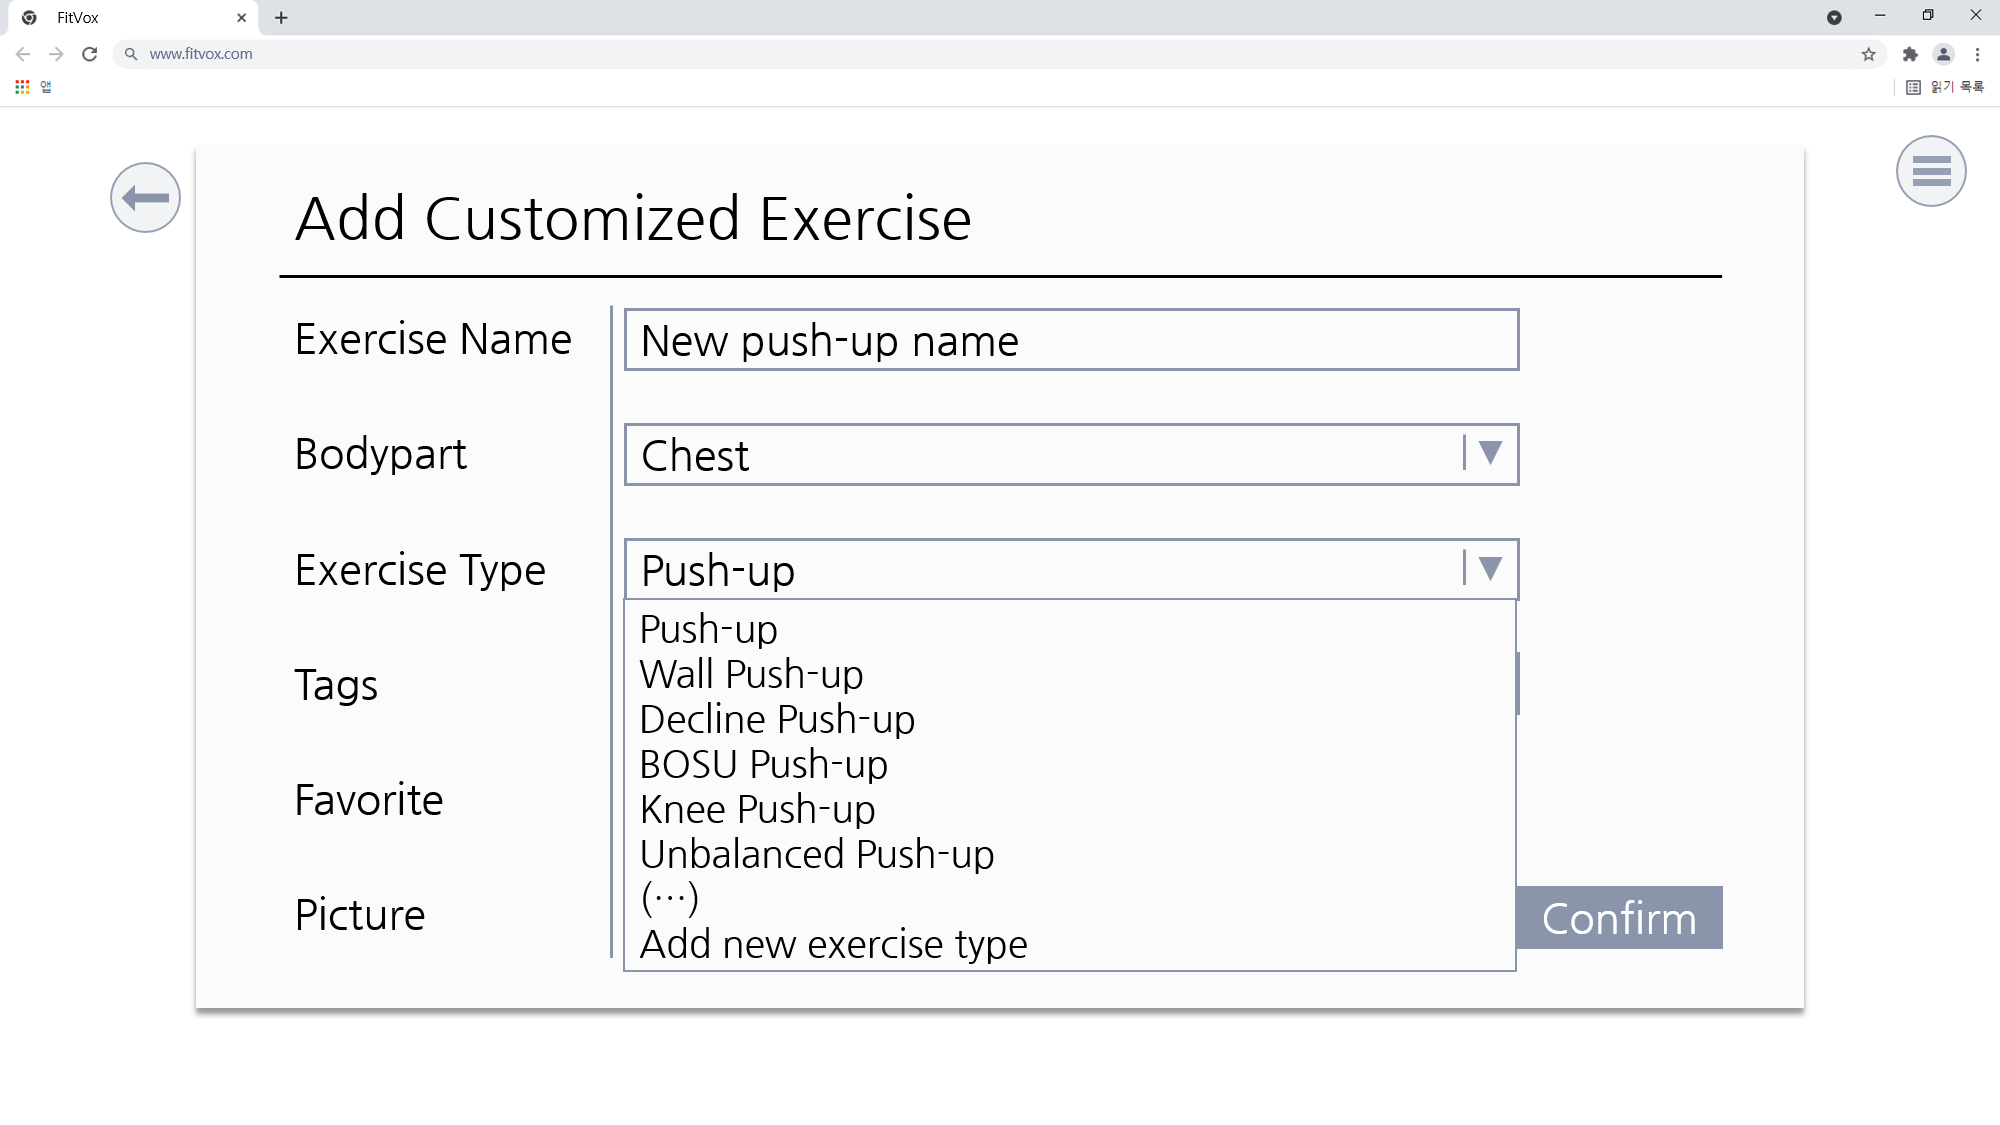 FitVox
www.fitvox.com
앱
읽기 목록
Add Customized Exercise
Exercise Name
New push-up name
Bodypart
Chest
Exercise Type
Push-up
Push-up
Wall Push-up
Decline Push-up
BOSU Push-up
Knee Push-up
Unbalanced Push-up
(…)
Add new exercise type
Tags
Favorite
Picture
Confirm